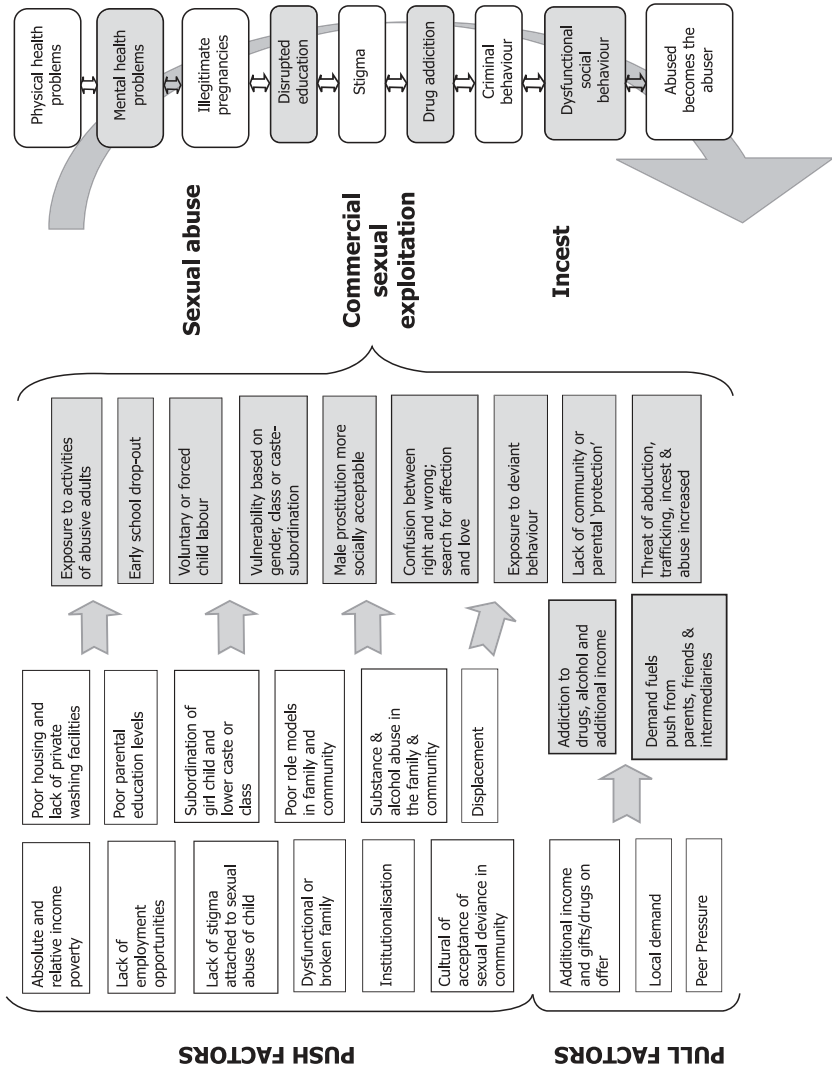 PUSH FACTORS
Absolute and
relative income
poverty
Lack of
employment
opportunities
Lack of stigma
attached to sexual
abuse of child
Dysfunctional or
broken family
Institutionalisation
Cultural of
acceptance of
sexual deviance in
community
Poor housing and
lack of private
washing facilities
Poor parental
education levels
Subordination of
girl child and
lower caste or
class
Poor role models
in family and
community
Substance &
alcohol abuse in
the family &
community
Displacement
PULL FACTORS
Additional income
and gifts/drugs on
offer
Local demand
Peer Pressure
Addiction to
drugs, alcohol and
additional income
Demand fuels
push from
parents, friends &
intermediaries
Exposure to activities
of abusive adults
Early school drop-out
Voluntary or forced
child labour
Vulnerability based on
gender, class or caste-
subordination
Male prostitution more
socially acceptable
Confusion between
right and wrong;
search for affection
and love
Exposure to deviant
behaviour
Lack of community or
parental ‘protection’
Threat of abduction,
trafficking, incest &
abuse increased
Sexual abuse
Commercial
sexual
exploitation
Incest
Physical health
problems
Mental health
problems
Illegitimate
pregnancies
Disrupted
education
Stigma
Drug addicition
Criminal
behaviour
Dysfunctional
social
behaviour
Abused
becomes the
abuser